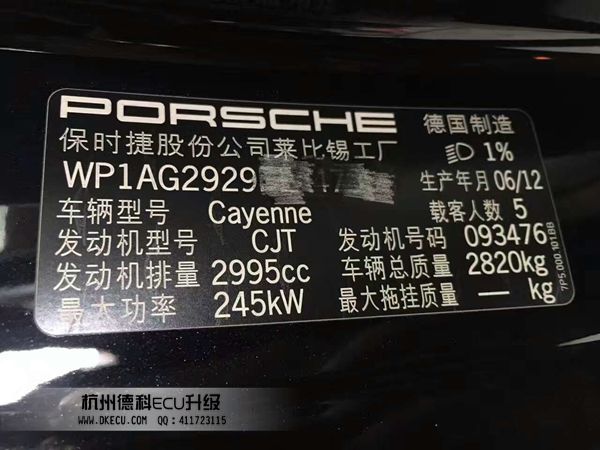 PORSCHE 德国制造
保时捷股份公司莱比锡工厂 1%
WP1AG2929 生产年月 06/12
车辆型号 Cayenne 载客人数 5
发动机型号 CJT 发动机号码 093476
发动机排量 2995cc 车辆总质量 2820kg
最大功率 245kW 最大拖挂质量 — kg
7P5.000.101.BB
杭州德科ECU升级
www.DKECU.com QQ:411723115